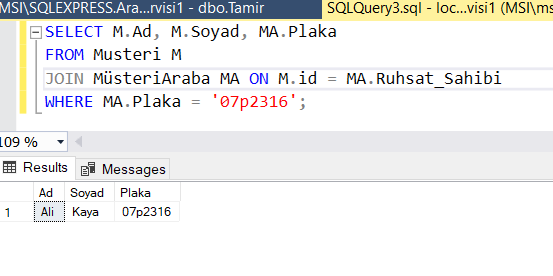 MSI\SQLEXPRESS.Ara...rvisi1 - dbo.Tamir SQLQuery3.sql - loc...visi1 (MSI\ms
SELECT M.Ad, M.Soyad, MA.Plaka
FROM Musteri M
JOIN MüsteriAraba MA ON M.id = MA.Ruhsat_Sahibi
WHERE MA.Plaka = '07p2316';
109 %
Results Messages
Ad Soyad Plaka
1 Ali Kaya 07p2316